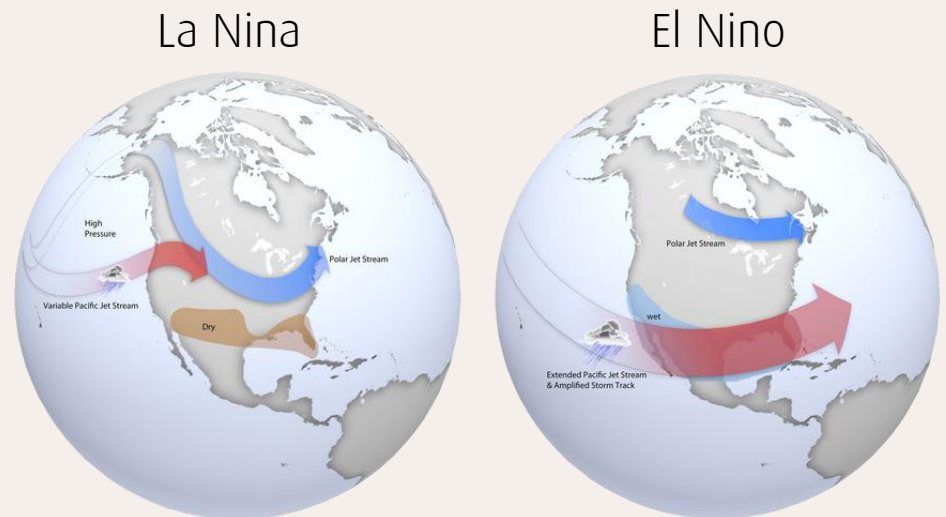 La Nina
High
Pressure
Variable Pacific Jet Stream
Polar Jet Stream
Dry
El Nino
Polar Jet Stream
wet
Extended Pacific Jet Stream
& Amplified Storm Track